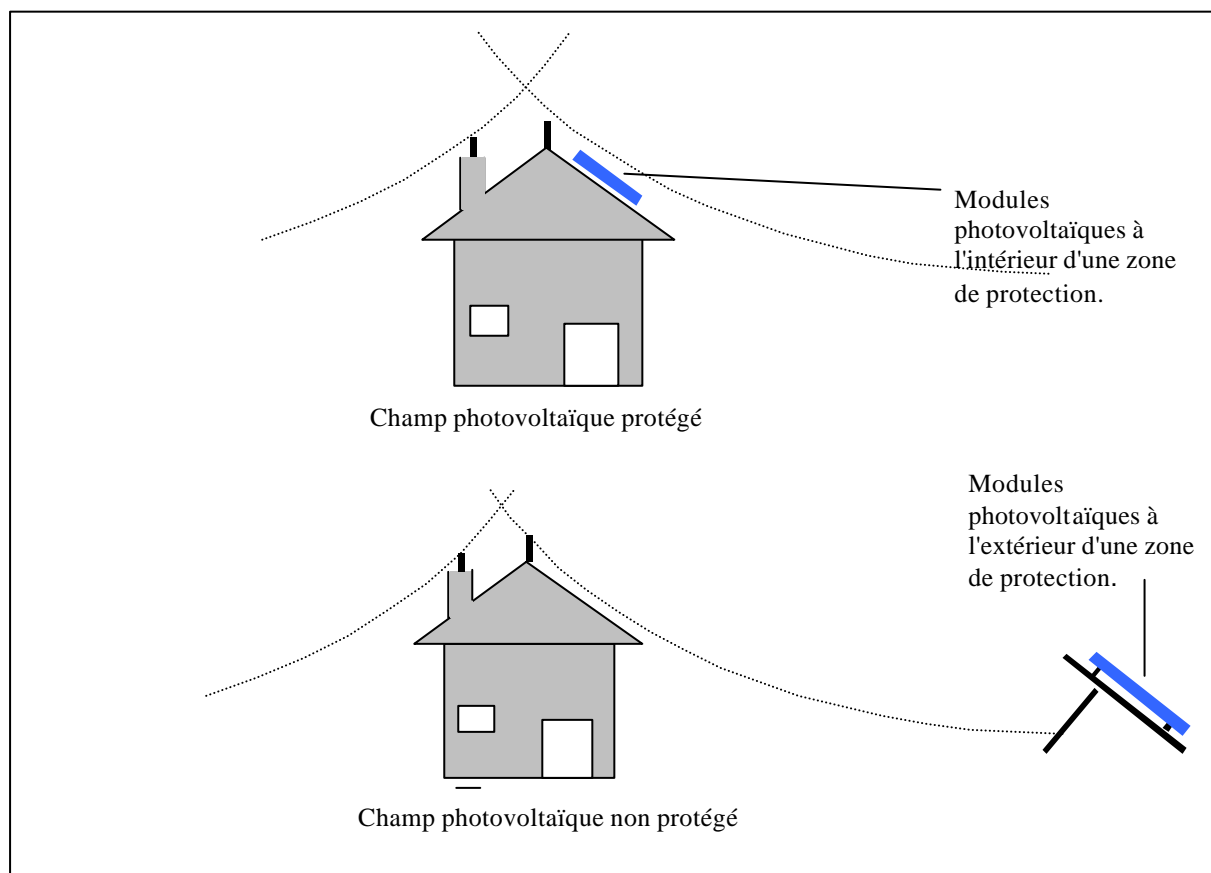 Modules
photovoltaïques à
l'intérieur d'une zone
de protection.
Champ photovoltaïque protégé
Modules
photovoltaïques à
l'extérieur d'une zone
de protection.
Champ photovoltaïque non protégé